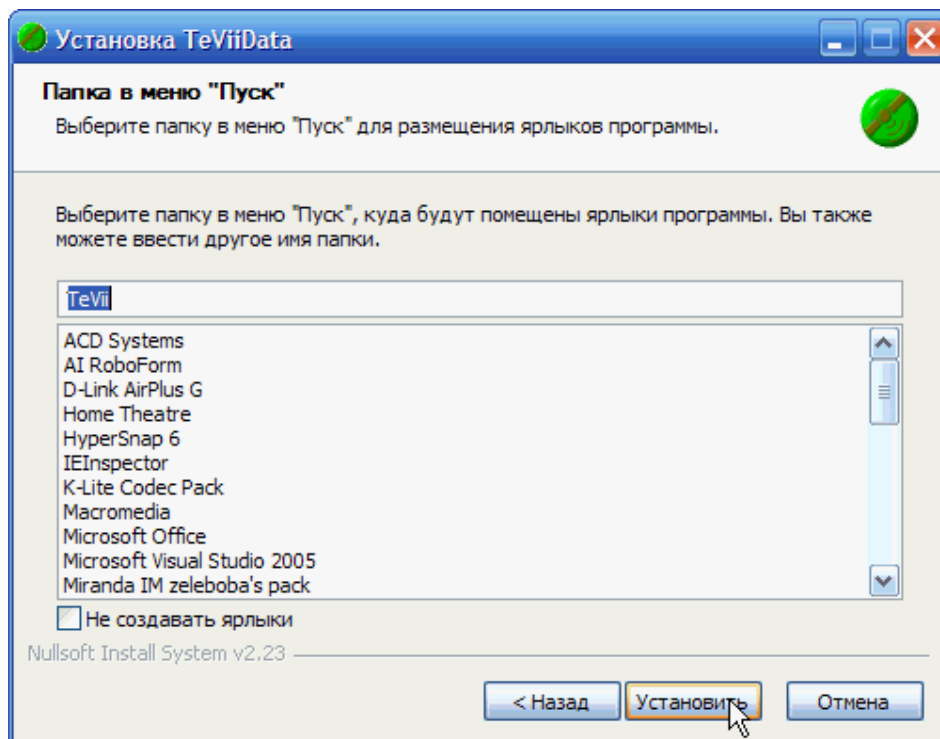 Установка TeViiData
Папка в меню "Пуск"
Выберите папку в меню "Пуск" для размещения ярлыков программы.
Выберите папку в меню "Пуск", куда будут помещены ярлыки программы. Вы также
можете ввести другое имя папки.
TeVii
ACD Systems
AI RoboForm
D-Link AirPlus G
Home Theatre
HyperSnap 6
IEInspector
K-Lite Codec Pack
Macromedia
Microsoft Office
Microsoft Visual Studio 2005
Miranda IM zeleboba's pack
Не создавать ярлыки
Nullsoft Install System v2.23
< Назад
Установить
Отмена